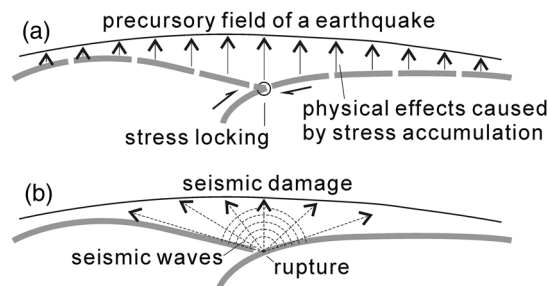 (a)
precursory field of a earthquake
stress locking
physical effects caused
by stress accumulation
(b)
seismic damage
seismic waves
rupture